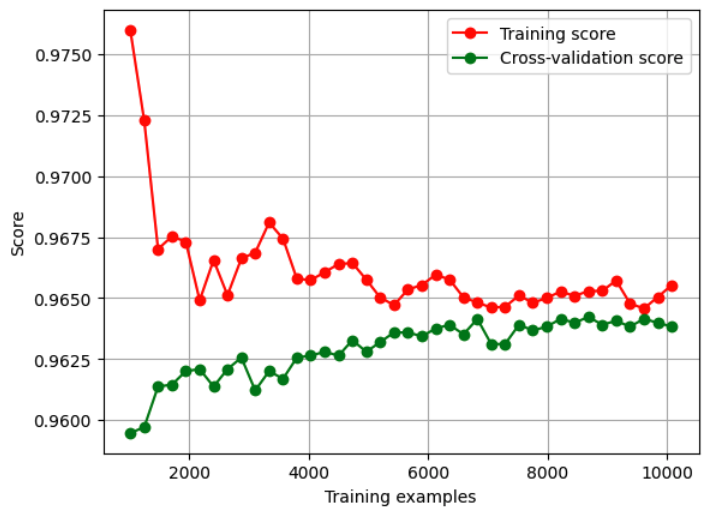 Training score
Cross-validation score
0.9750
0.9725
0.9700
0.9675
0.9650
0.9625
0.9600
Score
2000 4000 6000 8000 10000
Training examples